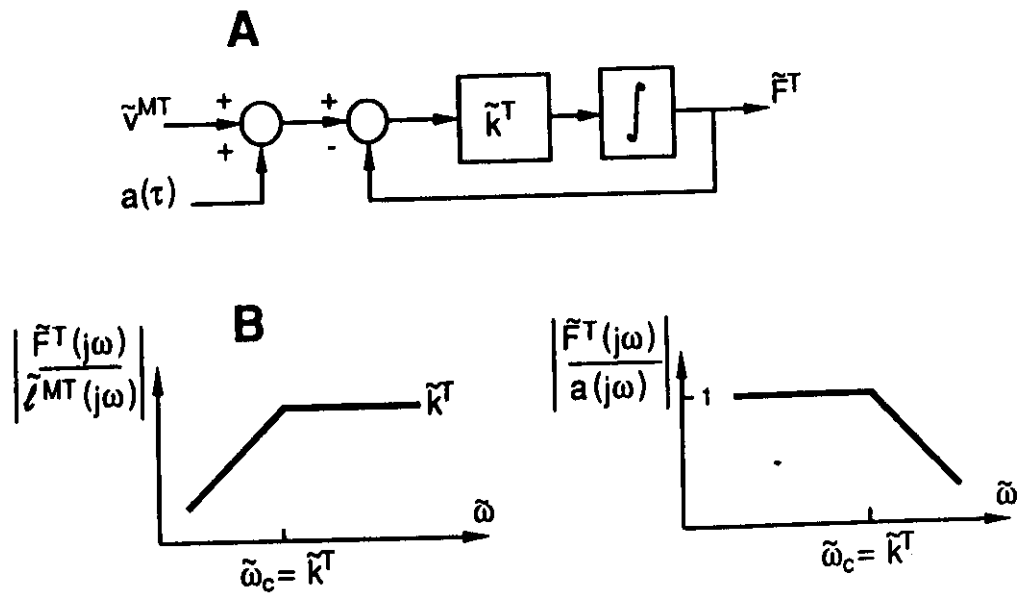 A
ṽᴹᵀ
+
+
a(τ)
+
-
k̃ᵀ
∫
F̃ᵀ
B
|F̃ᵀ(jω)
ℓ̃ᴹᵀ(jω)|
k̃ᵀ
ω̃
ω̃c = k̃ᵀ
|F̃ᵀ(jω)
a(jω)|
1
ω̃
ω̃c = k̃ᵀ